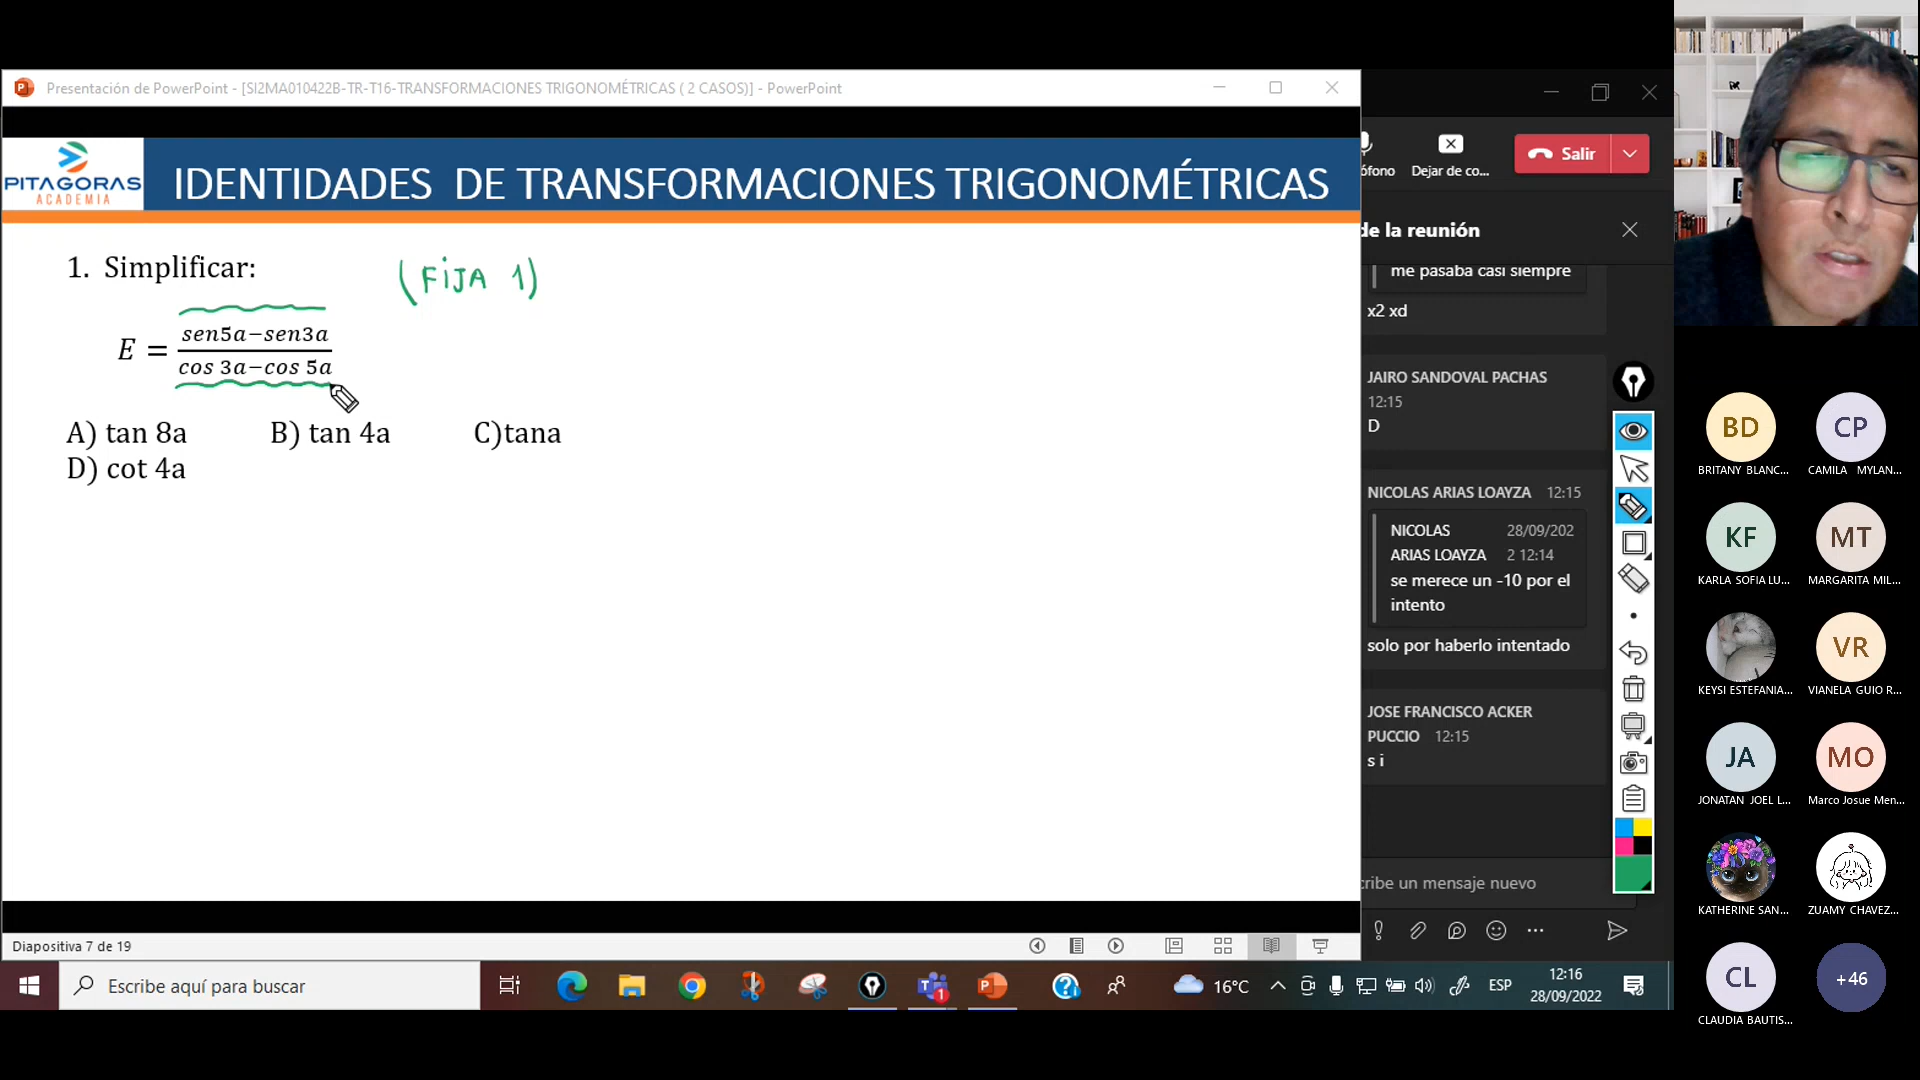 Presentación de PowerPoint - [SI2MA010422B-TR-T16-TRANSFORMACIONES TRIGONOMÉTRICAS ( 2 CASOS)] - PowerPoint
PITAGORAS
ACADEMIA
IDENTIDADES DE TRANSFORMACIONES TRIGONOMÉTRICAS
1. Simplificar:
(FIJA 1)
E = sen5a−sen3a
cos 3a−cos 5a
A) tan 8a B) tan 4a C)tana
D) cot 4a
Diapositiva 7 de 19
ófono
Dejar de co...
Salir
de la reunión
me pasaba casi siempre
x2 xd
JAIRO SANDOVAL PACHAS
12:15
D
NICOLAS ARIAS LOAYZA 12:15
NICOLAS 28/09/202
ARIAS LOAYZA 2 12:14
se merece un -10 por el
intento
solo por haberlo intentado
JOSE FRANCISCO ACKER
PUCCIO 12:15
s i
cribe un mensaje nuevo
BD
CP
BRITANY BLANC...
CAMILA MYLAN...
KF
MT
KARLA SOFIA LU...
MARGARITA MIL...
VR
KEYSI ESTEFANIA...
VIANELA GUIO R...
JA
MO
JONATAN JOEL L...
Marco Josue Men...
KATHERINE SAN...
ZUAMY CHAVEZ...
CL
+46
CLAUDIA BAUTIS...
Escribe aquí para buscar
1
16°C
ESP
12:16
28/09/2022